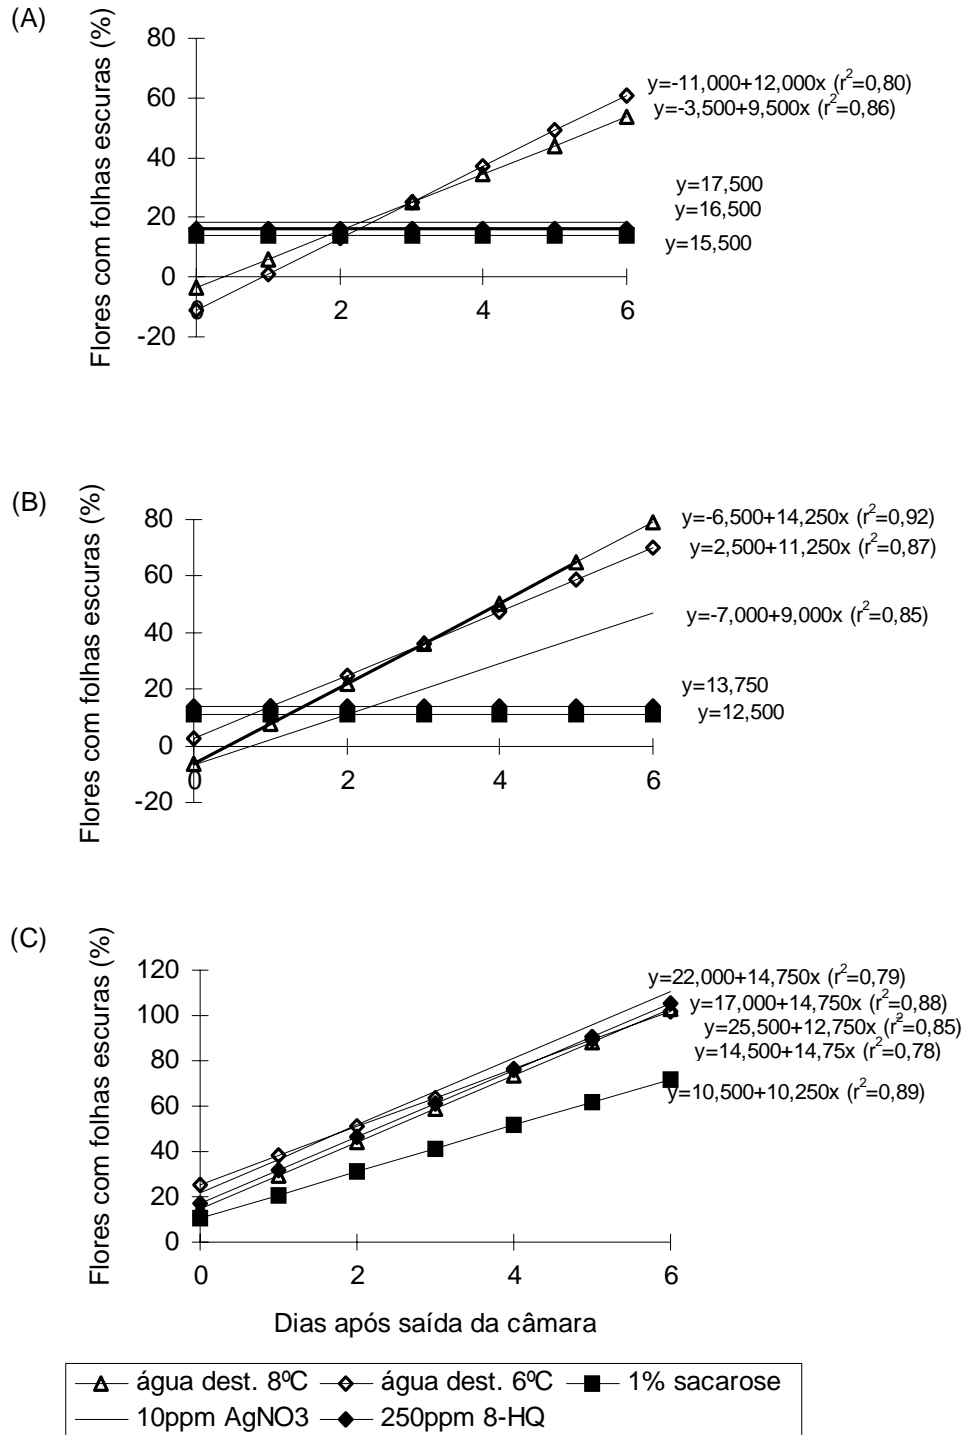 (A)
Flores com folhas escuras (%)
80
60
40
20
0
-20
0
2
4
6
y=-11,000+12,000x (r²=0,80)
y=-3,500+9,500x (r²=0,86)
y=17,500
y=16,500
y=15,500
(B)
Flores com folhas escuras (%)
80
60
40
20
0
-20
0
2
4
6
y=-6,500+14,250x (r²=0,92)
y=2,500+11,250x (r²=0,87)
y=-7,000+9,000x (r²=0,85)
y=13,750
y=12,500
(C)
Flores com folhas escuras (%)
120
100
80
60
40
20
0
0
2
4
6
y=22,000+14,750x (r²=0,79)
y=17,000+14,750x (r²=0,88)
y=25,500+12,750x (r²=0,85)
y=14,500+14,75x (r²=0,78)
y=10,500+10,250x (r²=0,89)
Dias após saída da câmara
água dest. 8ºC água dest. 6ºC 1% sacarose
10ppm AgNO3 250ppm 8-HQ